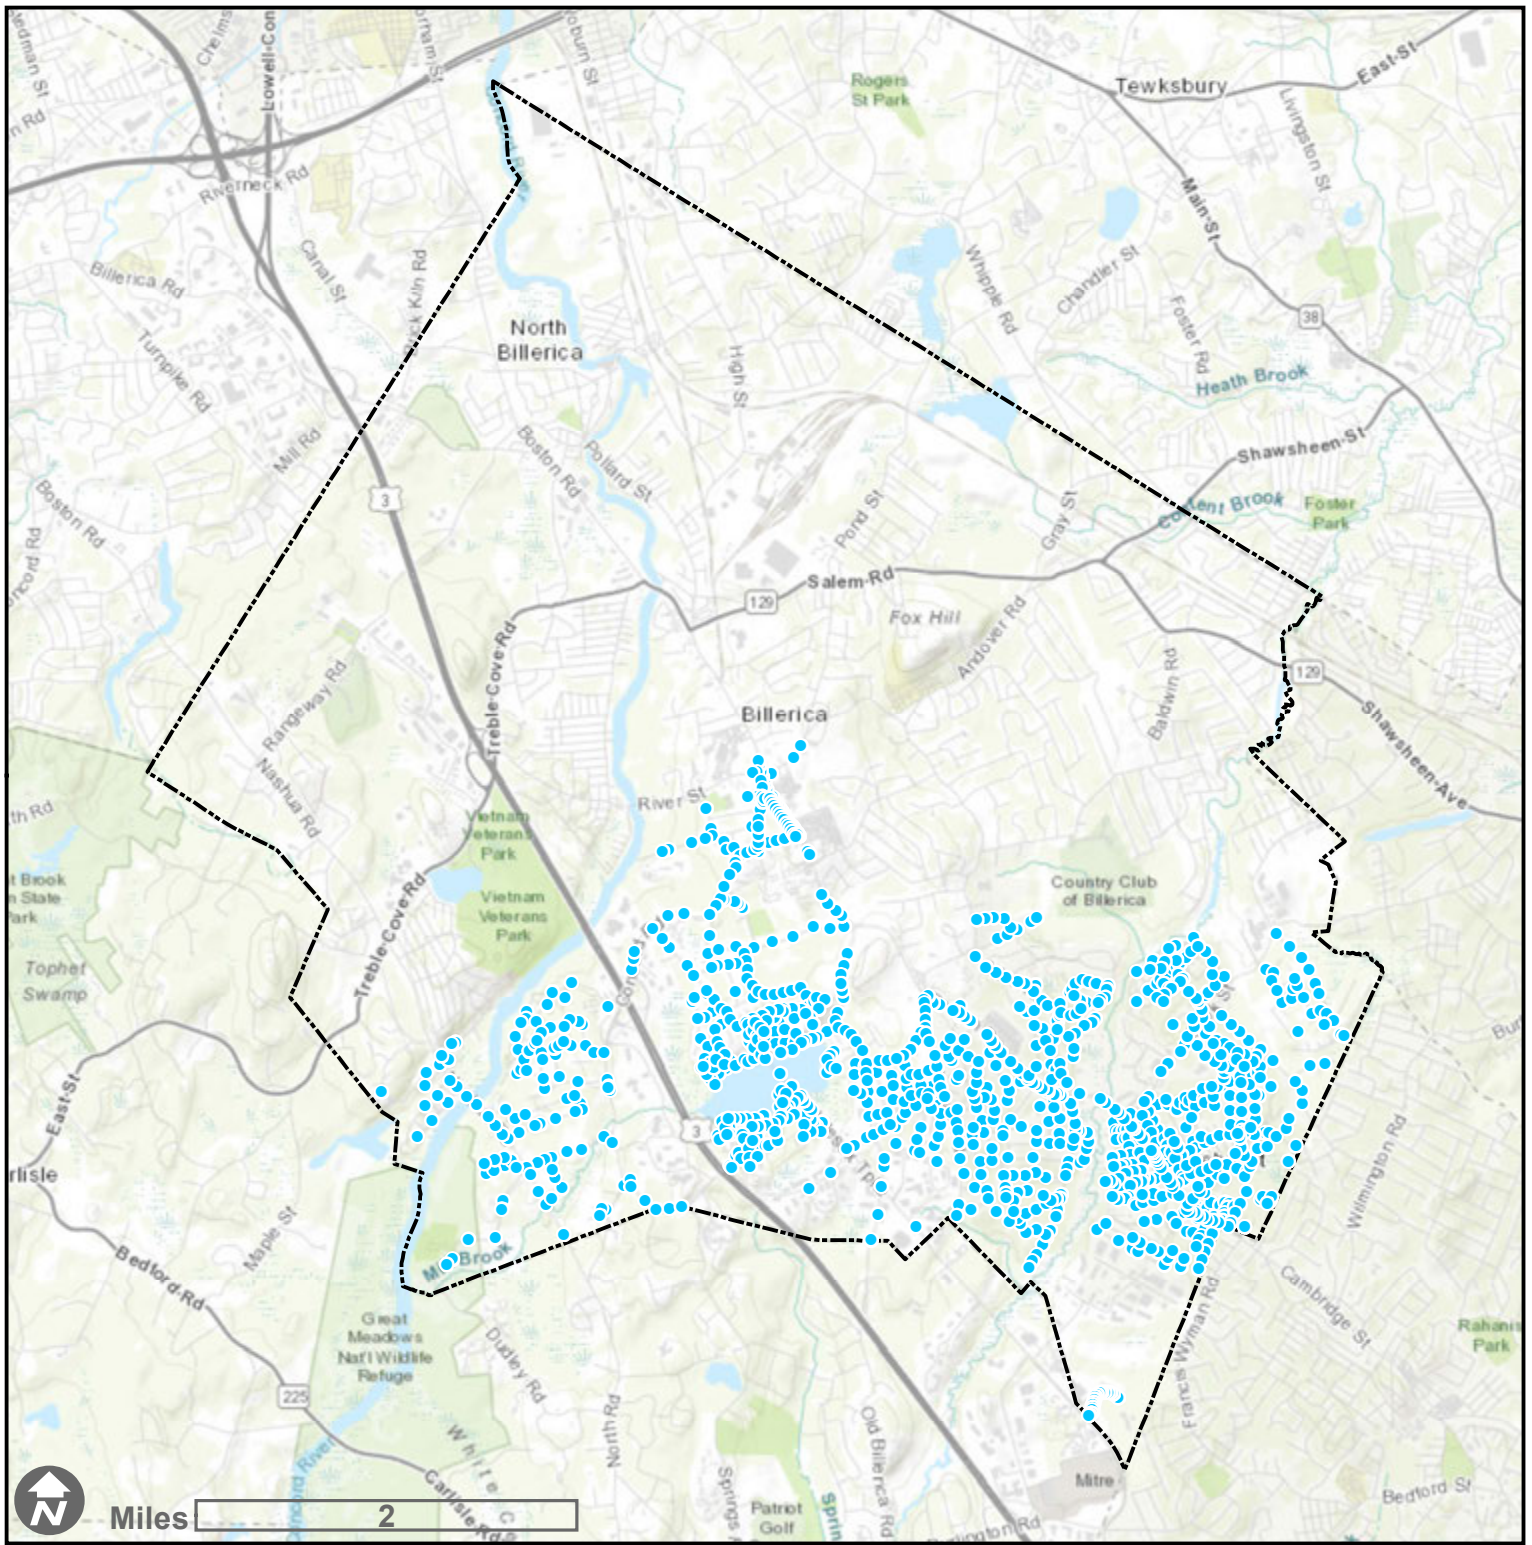 Lowell-Con
Rogers
St Park
Tewksbury
East-St
Livingston St
Riverneck Rd
Canal St
Billerica Rd
Main-St
Whipple Rd
Chandler St
Foster Rd
38
North
Billerica
Turnpike Rd
High St
Heath Brook
Mill Rd
Boston Rd
Pollard St
Shawsheen-St
3
Boston Rd
Pond St
Gray St
Foster
Park
Salem-Rd
129
Fox Hill
Andover Rd
Treble-Cove-Rd
Rangeway Rd
Baldwin Rd
129
Shawsheen-Ave
Billerica
Nashua Rd
River St
Vietnam
Veterans
Park
Vietnam
Veterans
Park
Country Club
of Billerica
Treble-Cove-Rd
Tophet
Swamp
East-St
3
Wilmington Rd
Maple St
Bedford-Rd
Brook
Great
Meadows
Nat'l Wildlife
Refuge
Dudley Rd
225
North Rd
Old Billerica Rd
Francis Wyman Rd
Cambridge St
Park
Mitre
Bedford St
Carlisle-Rd
Patriot
Golf
N
Miles
2